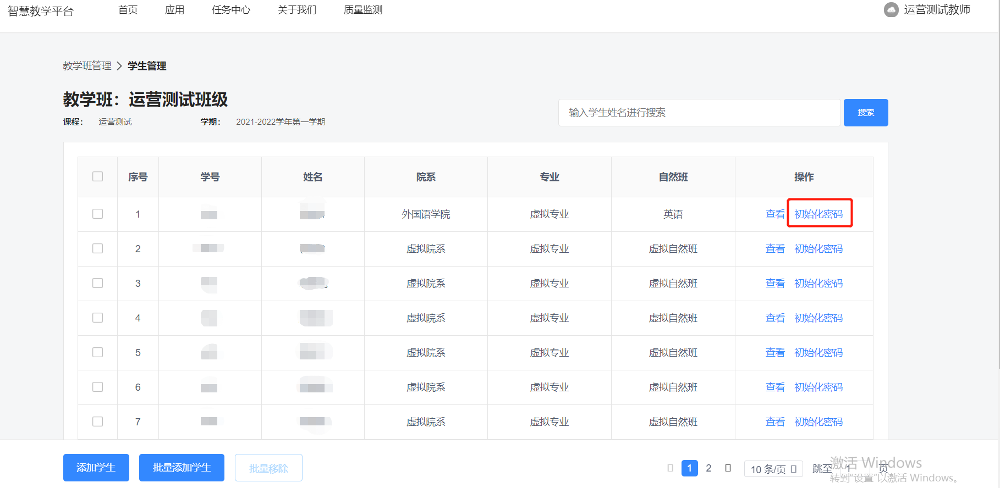 智慧教学平台 首页 应用 任务中心 关于我们 质量监测 运营测试教师
教学班管理 > 学生管理
教学班：运营测试班级
课程： 运营测试 学期： 2021-2022学年第一学期
输入学生姓名进行搜索 搜索
序号 学号 姓名 院系 专业 自然班 操作
1 外国语学院 虚拟专业 英语 查看 初始化密码
2 虚拟院系 虚拟专业 虚拟自然班 查看 初始化密码
3 虚拟院系 虚拟专业 虚拟自然班 查看 初始化密码
4 虚拟院系 虚拟专业 虚拟自然班 查看 初始化密码
5 虚拟院系 虚拟专业 虚拟自然班 查看 初始化密码
6 虚拟院系 虚拟专业 虚拟自然班 查看 初始化密码
7 虚拟院系 虚拟专业 虚拟自然班 查看 初始化密码
添加学生 批量添加学生 批量移除 1 2 10 条/页 跳至 1 页
激活 Windows
转到“设置”以激活 Windows。